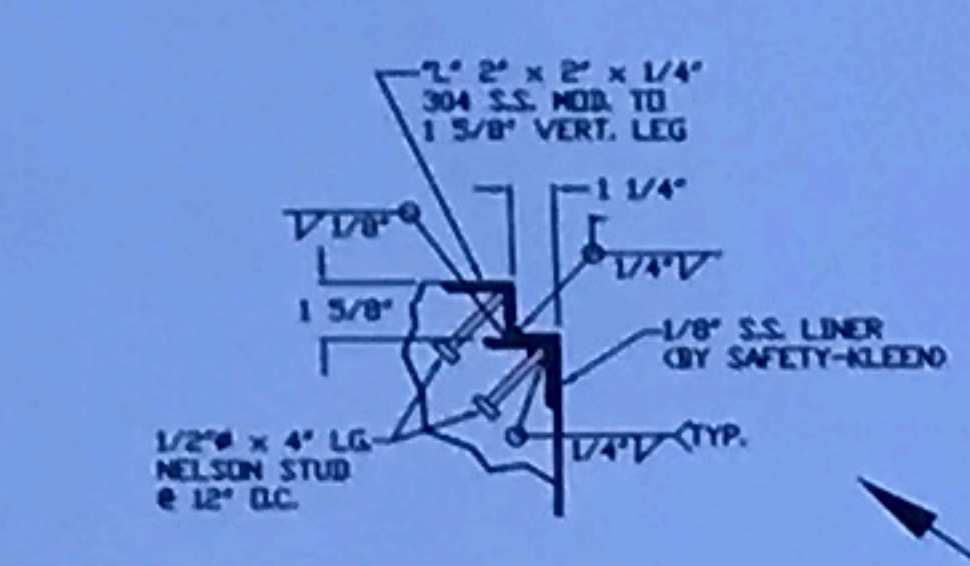 "L" 2" x 2" x 1/4"
304 S.S. MOD. TO
1 5/8" VERT. LEG
1 1/4"
1/8"
1/4"
1 5/8"
1/8" S.S. LINER
(BY SAFETY-KLEEN)
1/2"ø x 4" LG.
NELSON STUD
@ 12" O.C.
1/4"
TYP.